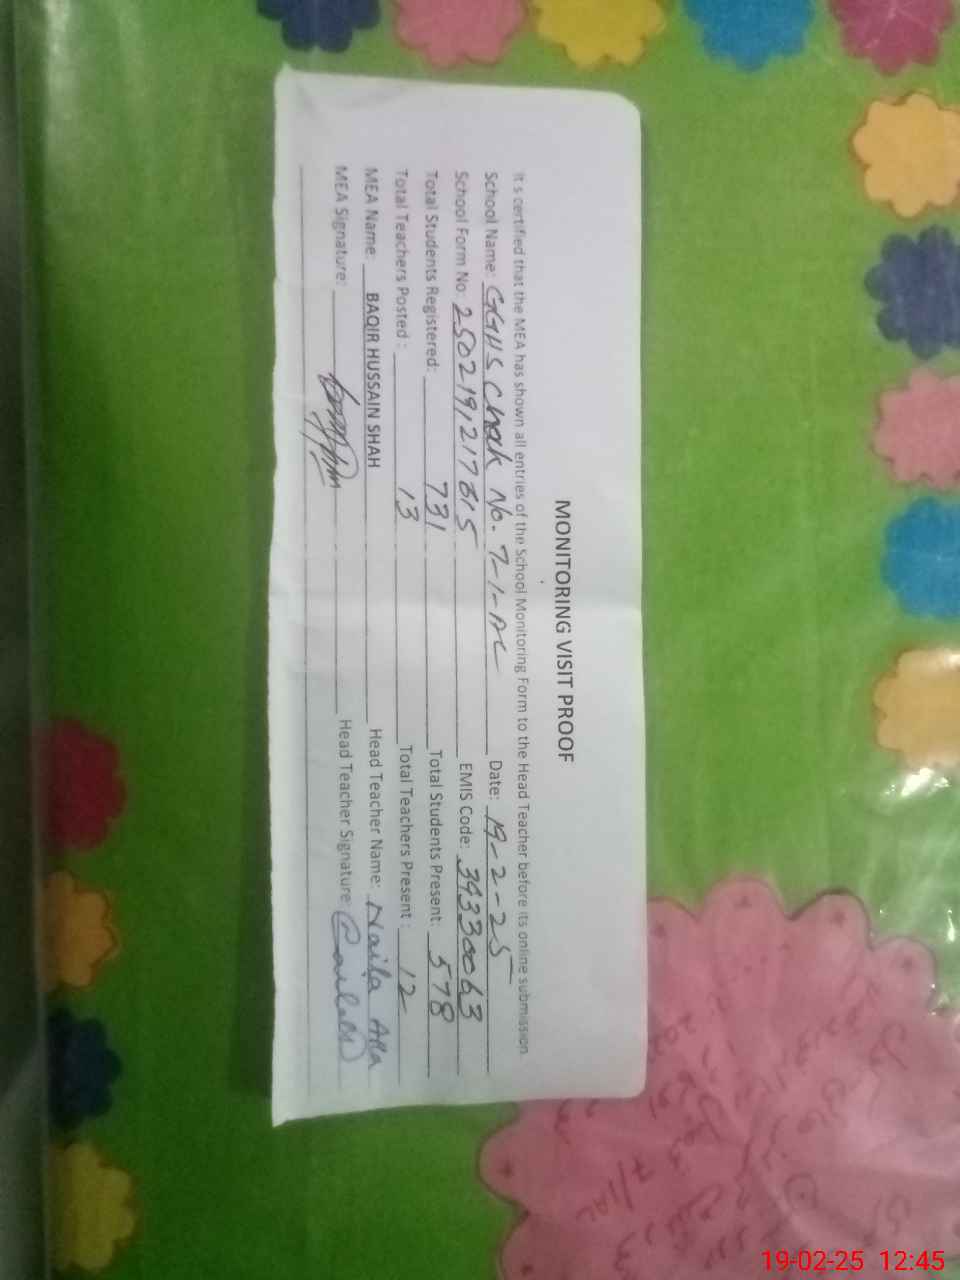 MONITORING VISIT PROOF
It s certified that the MEA has shown all entries of the School Monitoring Form to the Head Teacher before its online submission
School Name: GGHS Chak No. 7-1-AL Date: 19-2-25
School Form No: 2502191217815 EMIS Code: 39330063
Total Students Registered: 731 Total Students Present: 578
Total Teachers Posted : 13 Total Teachers Present : 12
MEA Name: BAQIR HUSSAIN SHAH Head Teacher Name: Naila Ara
MEA Signature: Head Teacher Signature
19-02-25 12:45